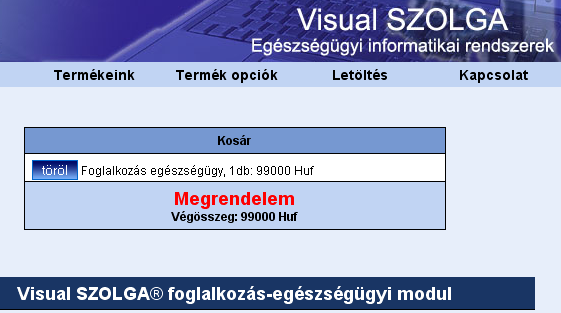 Visual SZOLGA
Egészségügyi informatikai rendszerek
Termékeink Termék opciók Letöltés Kapcsolat
Kosár
töröl Foglalkozás egészségügy, 1db: 99000 Huf
Megrendelem
Végösszeg: 99000 Huf
Visual SZOLGA® foglalkozás-egészségügyi modul